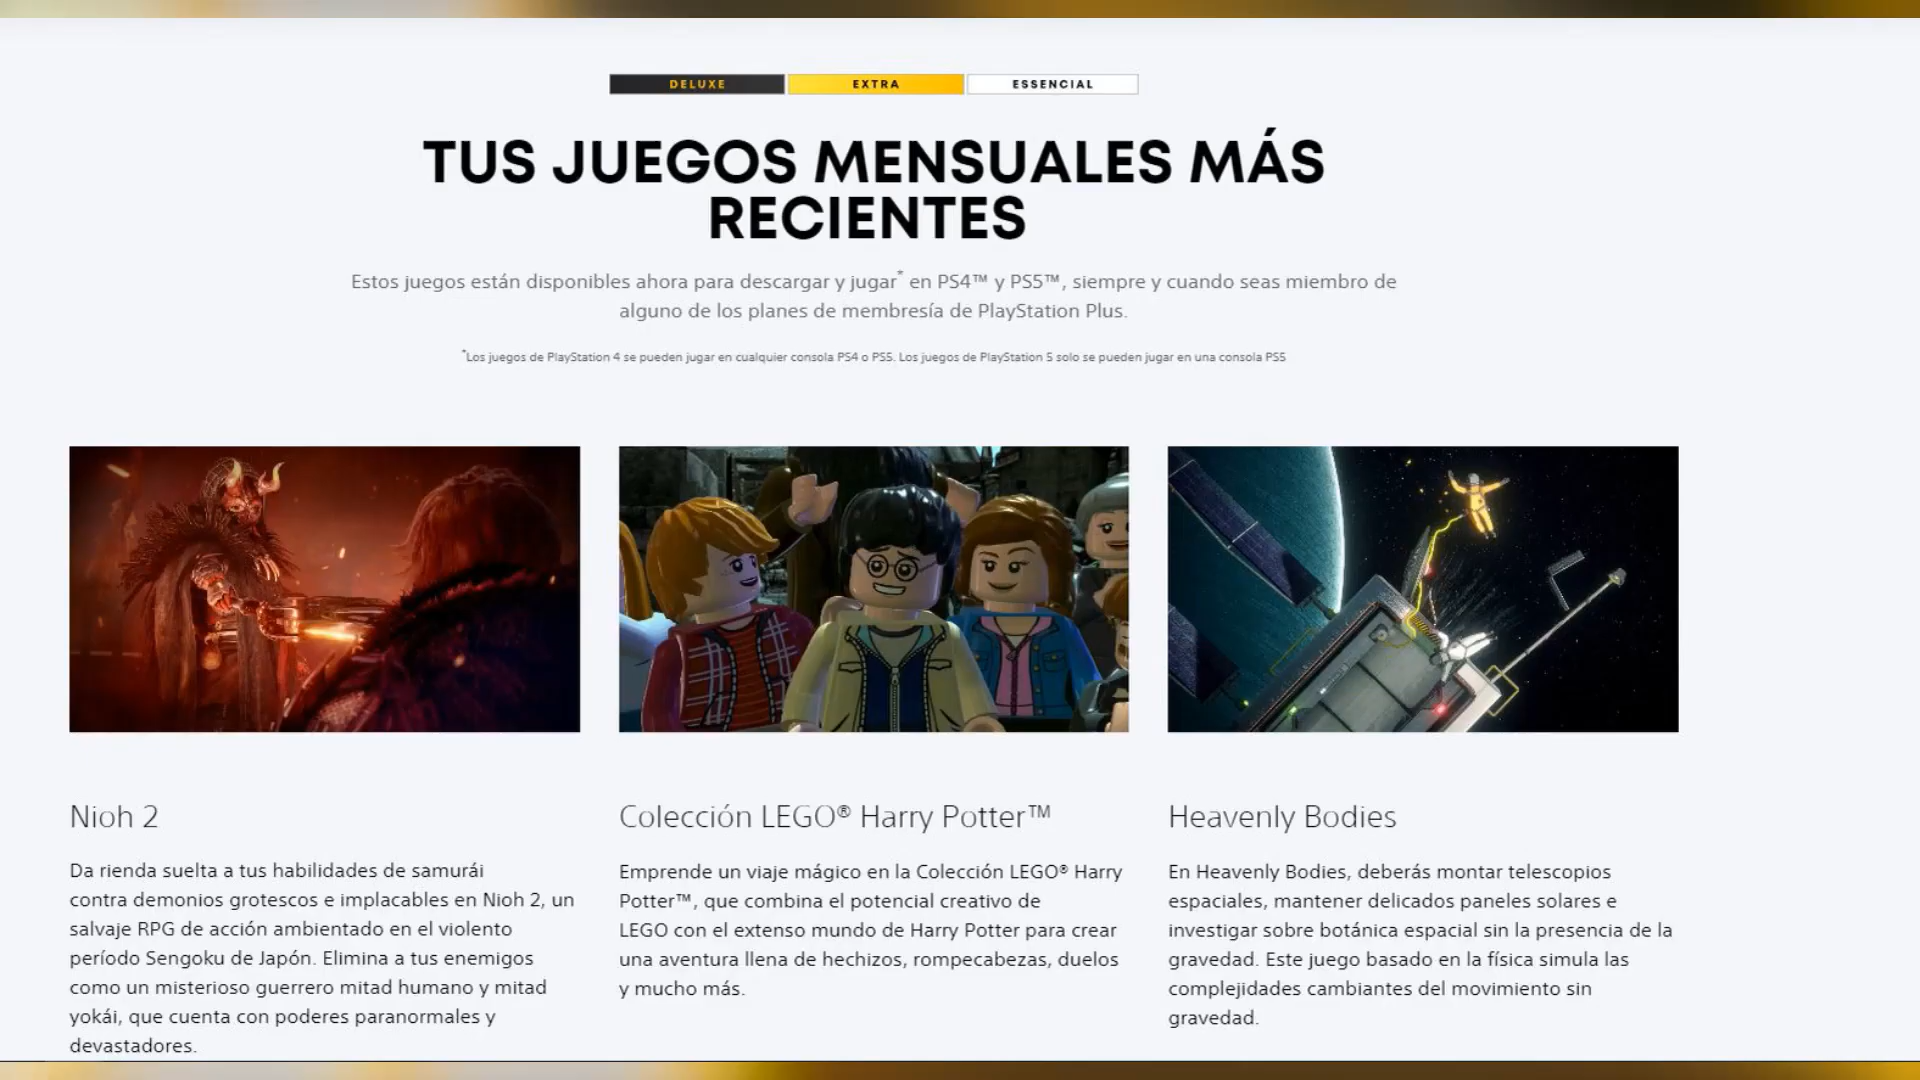 DELUXE EXTRA ESSENCIAL
TUS JUEGOS MENSUALES MÁS
RECIENTES
Estos juegos están disponibles ahora para descargar y jugar* en PS4™ y PS5™, siempre y cuando seas miembro de
alguno de los planes de membresía de PlayStation Plus.
*Los juegos de PlayStation 4 se pueden jugar en cualquier consola PS4 o PS5. Los juegos de PlayStation 5 solo se pueden jugar en una consola PS5
Nioh 2
Da rienda suelta a tus habilidades de samurái
contra demonios grotescos e implacables en Nioh 2, un
salvaje RPG de acción ambientado en el violento
período Sengoku de Japón. Elimina a tus enemigos
como un misterioso guerrero mitad humano y mitad
yokái, que cuenta con poderes paranormales y
devastadores.
Colección LEGO® Harry Potter™
Emprende un viaje mágico en la Colección LEGO® Harry
Potter™, que combina el potencial creativo de
LEGO con el extenso mundo de Harry Potter para crear
una aventura llena de hechizos, rompecabezas, duelos
y mucho más.
Heavenly Bodies
En Heavenly Bodies, deberás montar telescopios
espaciales, mantener delicados paneles solares e
investigar sobre botánica espacial sin la presencia de la
gravedad. Este juego basado en la física simula las
complejidades cambiantes del movimiento sin
gravedad.